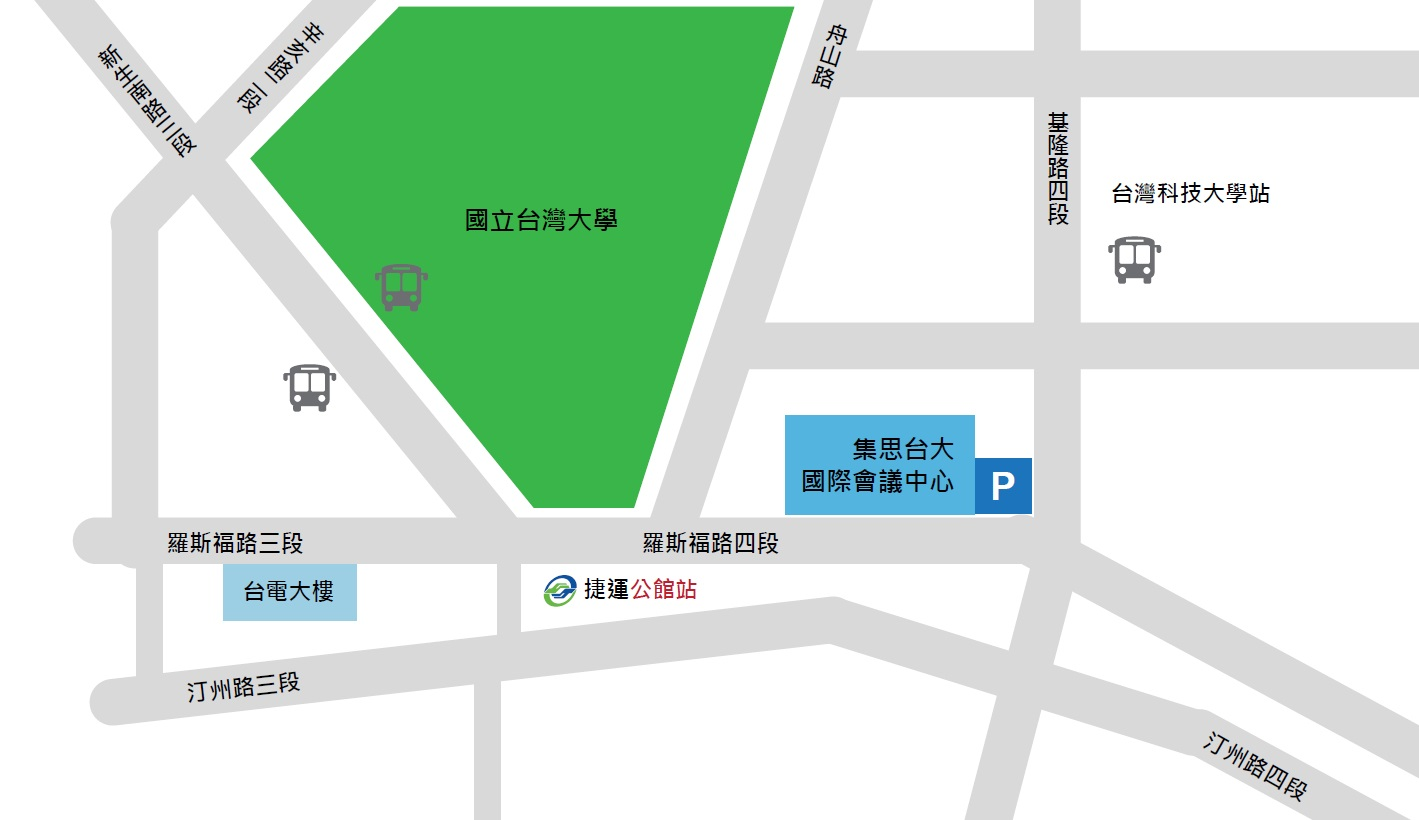 新生南路三段
辛亥路二段
舟山路
基隆路四段
台灣科技大學站
國立台灣大學
集思台大
國際會議中心
P
羅斯福路三段
羅斯福路四段
台電大樓
捷運公館站
汀州路三段
汀州路四段